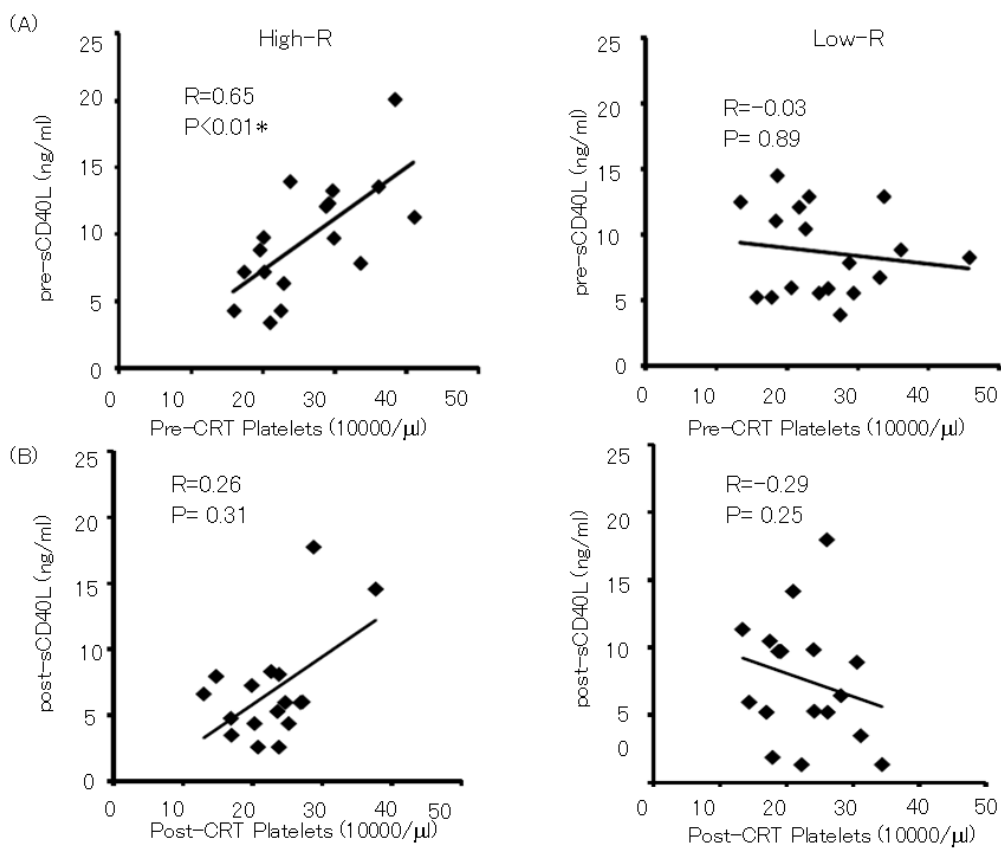 (A)
High-R
R=0.65
P<0.01*
pre-sCD40L (ng/ml)
25
20
15
10
5
0
0 10 20 30 40 50
Pre-CRT Platelets (10000/μl)
Low-R
R=-0.03
P= 0.89
pre-sCD40L (ng/ml)
25
20
15
10
5
0
0 10 20 30 40 50
Pre-CRT Platelets (10000/μl)
(B)
R=0.26
P= 0.31
post-sCD40L (ng/ml)
25
20
15
10
5
0
0 10 20 30 40 50
Post-CRT Platelets (10000/μl)
R=-0.29
P= 0.25
post-sCD40L (ng/ml)
25
20
15
10
5
0
0 10 20 30 40 50
Post-CRT Platelets (10000/μl)